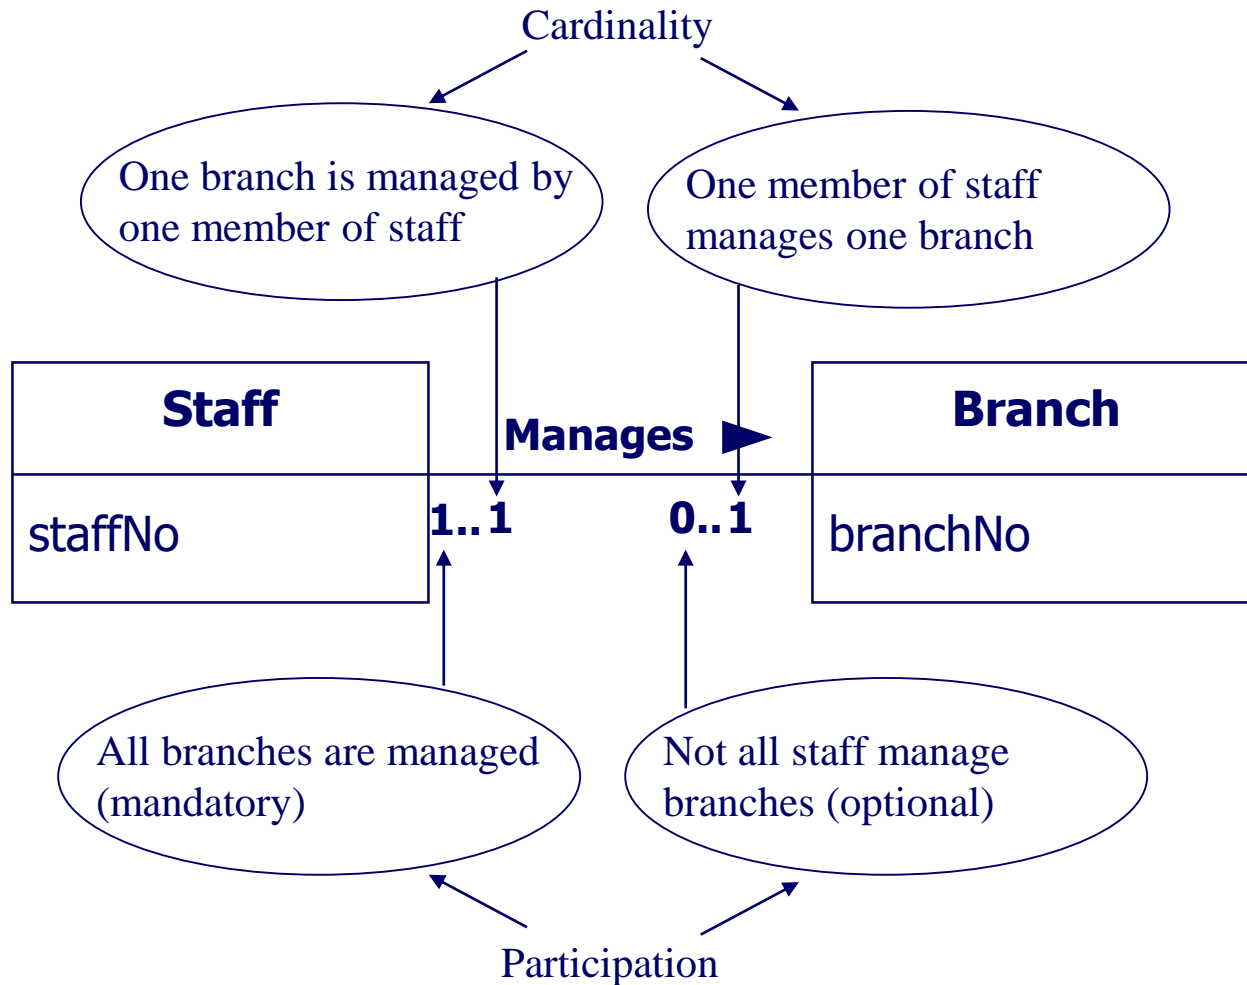 Cardinality
One branch is managed by
one member of staff
One member of staff
manages one branch
Staff
Manages
Branch
staffNo
1..1
0..1
branchNo
All branches are managed
(mandatory)
Not all staff manage
branches (optional)
Participation